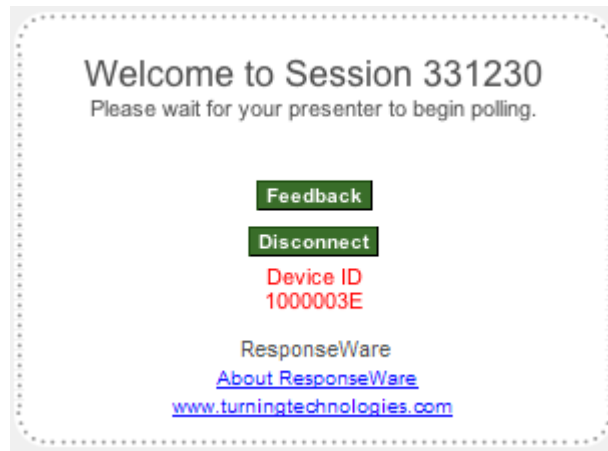 Welcome to Session 331230
Please wait for your presenter to begin polling.
Feedback
Disconnect
Device ID
1000003E
ResponseWare
About ResponseWare
www.turningtechnologies.com